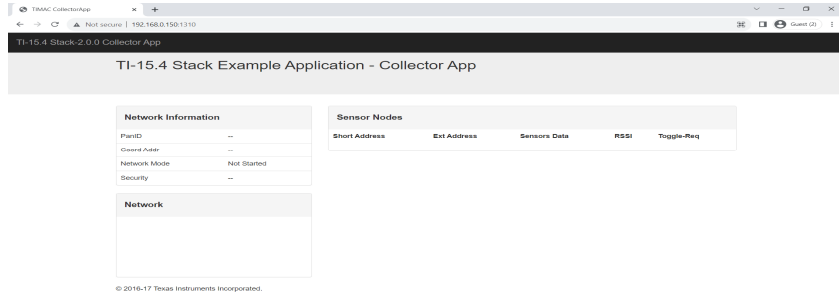 TIMAC CollectorApp
Not secure | 192.168.0.150:1310
Guest (2)
TI-15.4 Stack-2.0.0 Collector App
TI-15.4 Stack Example Application - Collector App
Network Information
PanID --
Coord Addr --
Network Mode Not Started
Security --
Network
Sensor Nodes
Short Address Ext Address Sensors Data RSSI Toggle-Req
© 2016-17 Texas Instruments Incorporated.